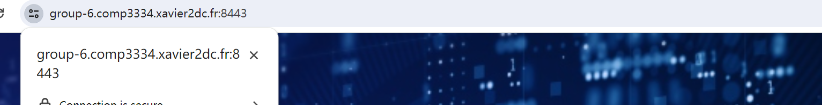 group-6.comp3334.xavier2dc.fr:8443
group-6.comp3334.xavier2dc.fr:8
443
Connection is secure